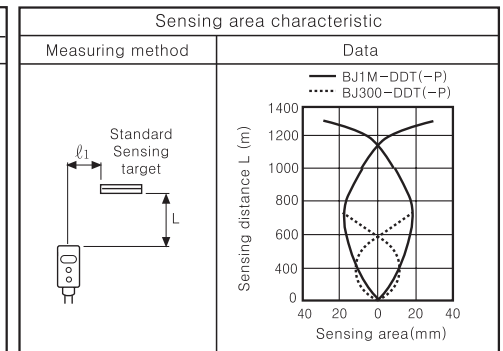 Sensing area characteristic
Measuring method
Data
Standard
Sensing
target
ℓ1
L
BJ1M-DDT(-P)
BJ300-DDT(-P)
Sensing distance L (m)
1400
1200
1000
800
600
400
0
40 20 0 20 40
Sensing area(mm)